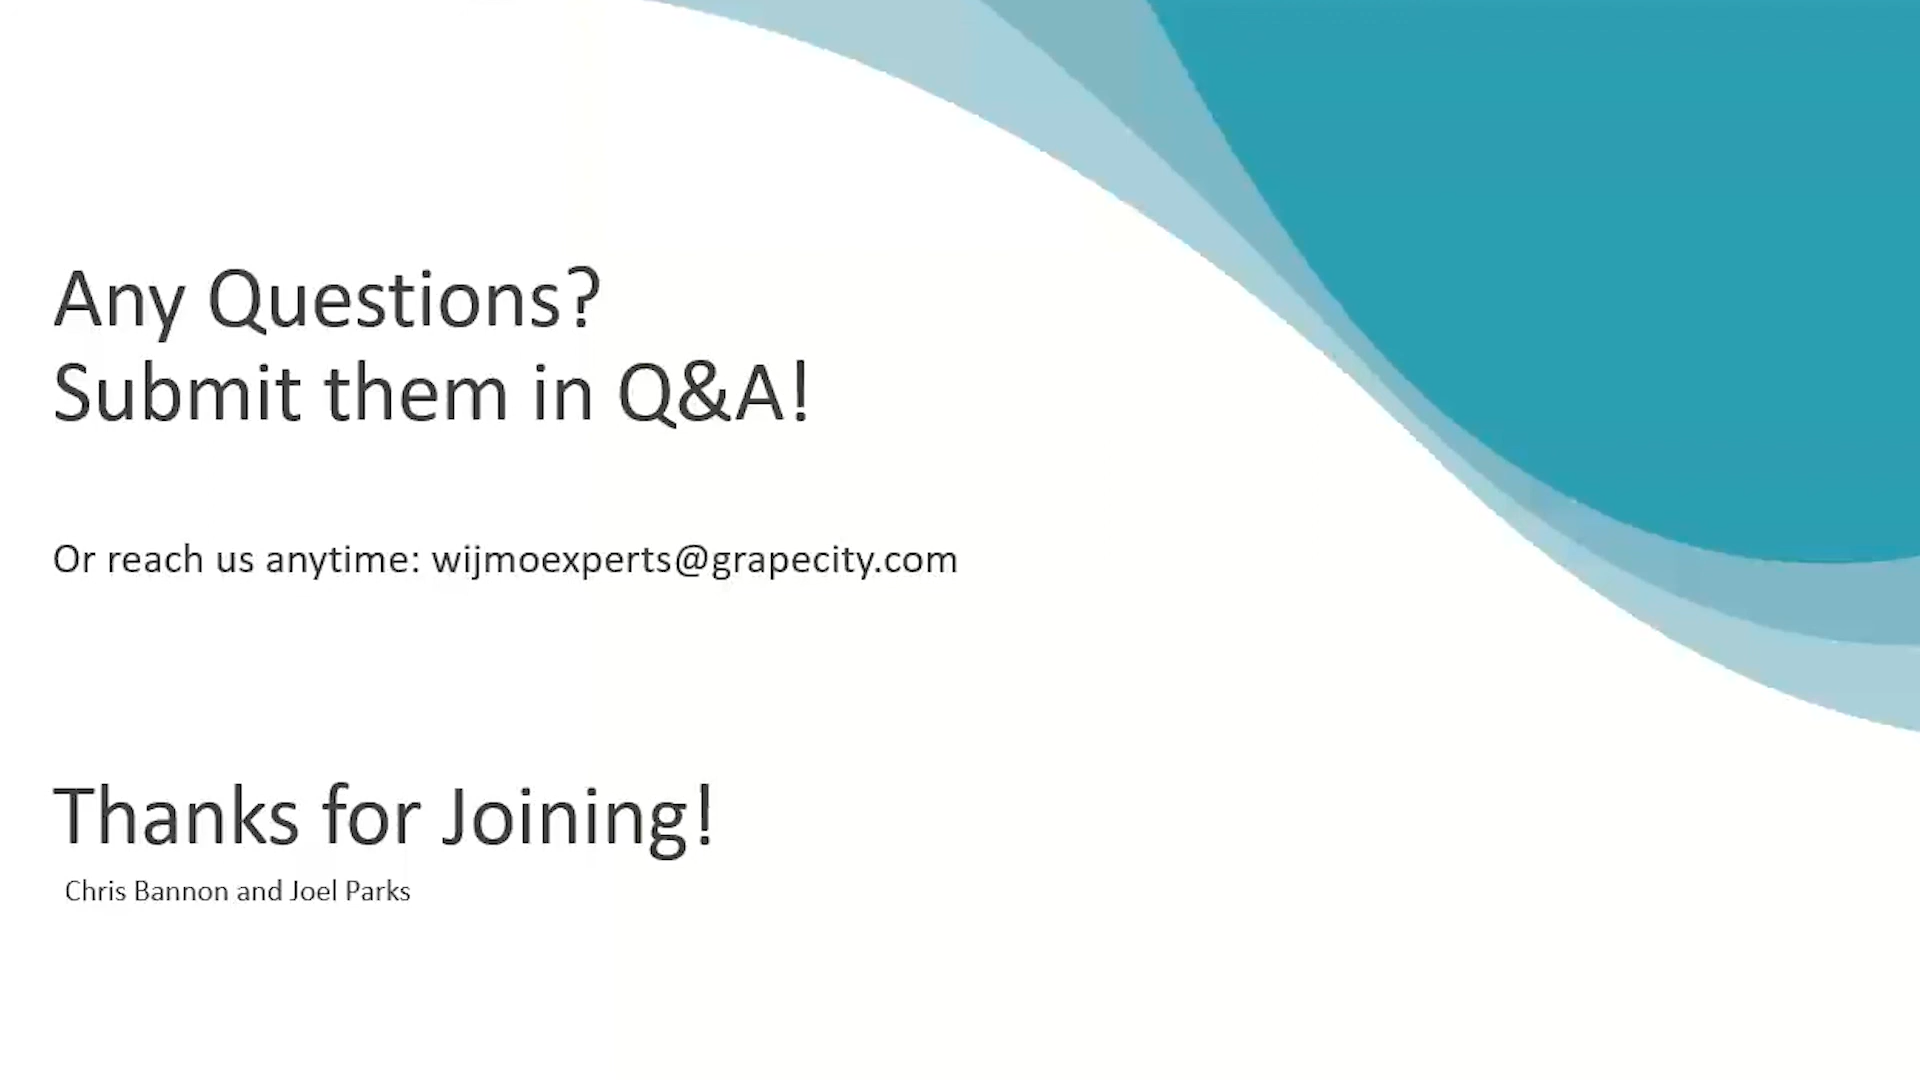 Any Questions?
Submit them in Q&A!
Or reach us anytime: wijmoexperts@grapecity.com
Thanks for Joining!
Chris Bannon and Joel Parks